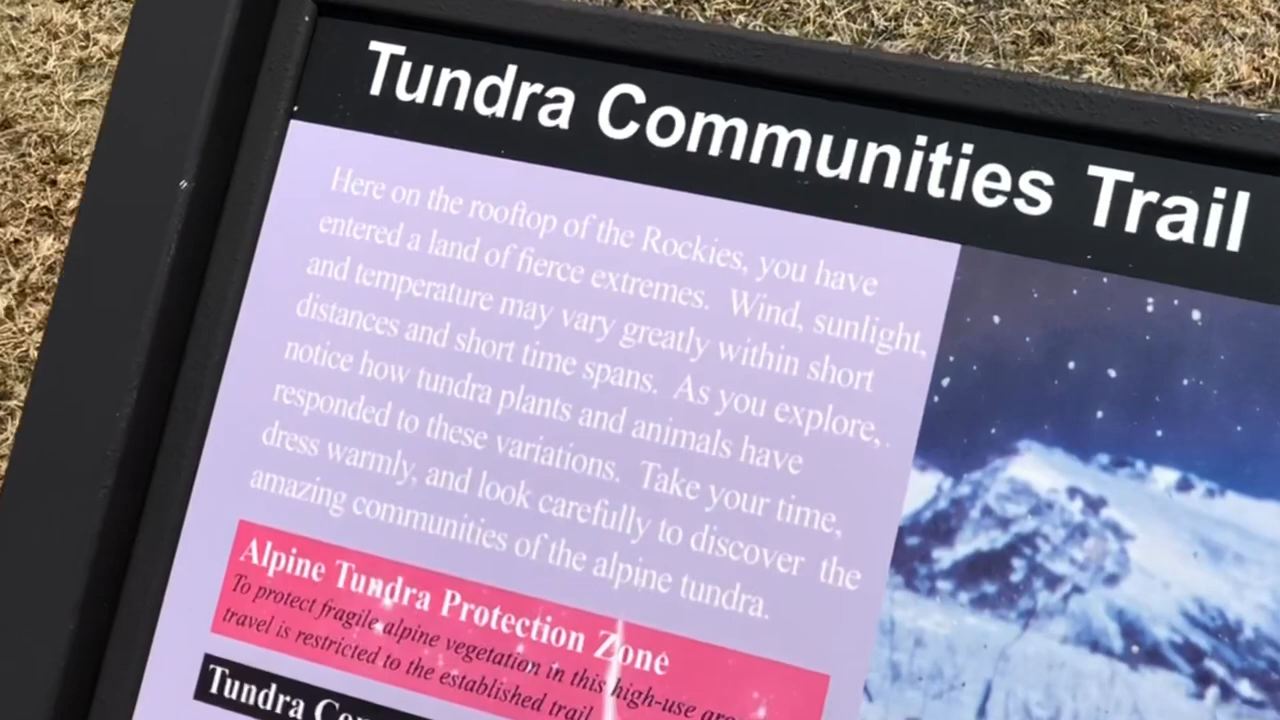 Tundra Communities Trail
Here on the rooftop of the Rockies, you have
entered a land of fierce extremes. Wind, sunlight,
and temperature may vary greatly within short
distances and short time spans. As you explore,
notice how tundra plants and animals have
responded to these variations. Take your time,
dress warmly, and look carefully to discover the
amazing communities of the alpine tundra.
Alpine Tundra Protection Zone
To protect fragile alpine vegetation in this high-use
travel is restricted to the established trail
Tundra